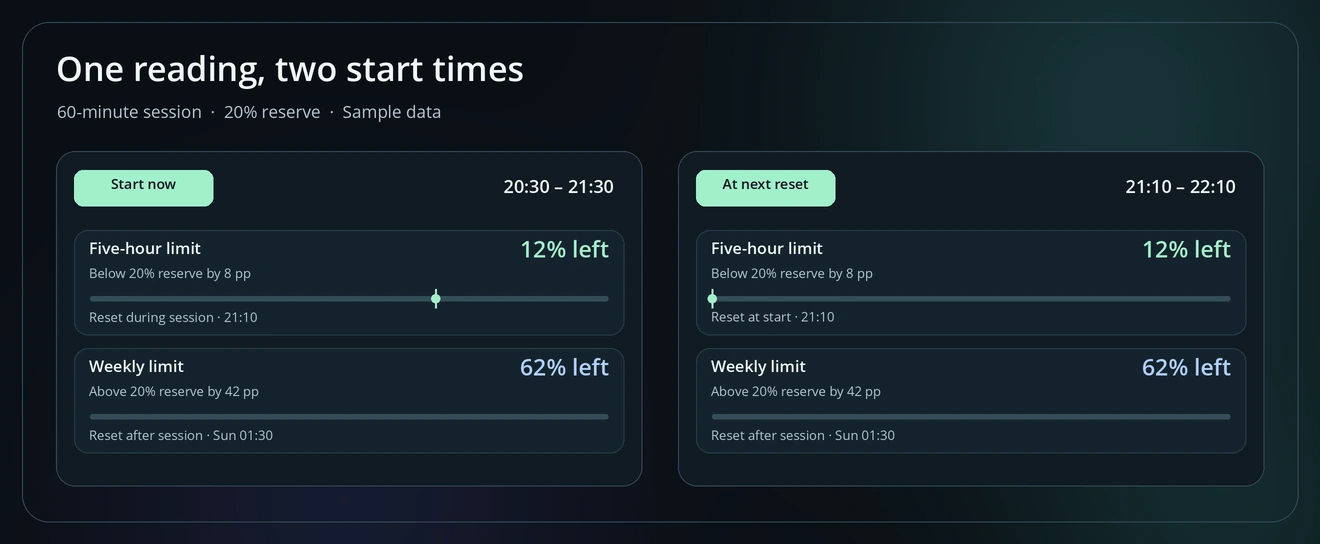 One reading, two start times
60-minute session · 20% reserve · Sample data
Start now
20:30 – 21:30
Five-hour limit
12% left
Below 20% reserve by 8 pp
Reset during session · 21:10
Weekly limit
62% left
Above 20% reserve by 42 pp
Reset after session · Sun 01:30
At next reset
21:10 – 22:10
Five-hour limit
12% left
Below 20% reserve by 8 pp
Reset at start · 21:10
Weekly limit
62% left
Above 20% reserve by 42 pp
Reset after session · Sun 01:30